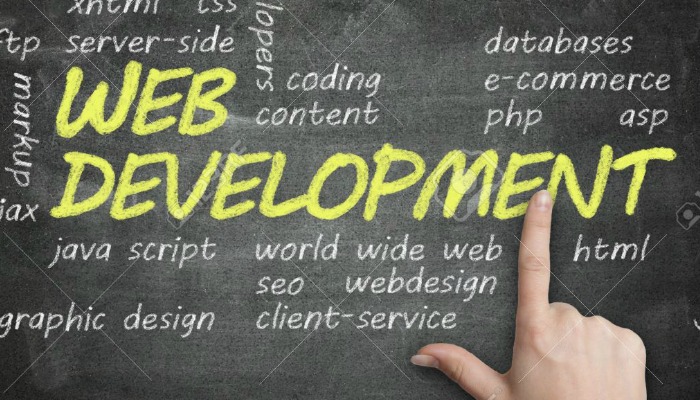 xhtml
ftp server-side
databases
markup
coding
e-commerce
WEB
content
php
asp
DEVELOPMENT
java script
world wide web
html
seo
webdesign
graphic design
client-service